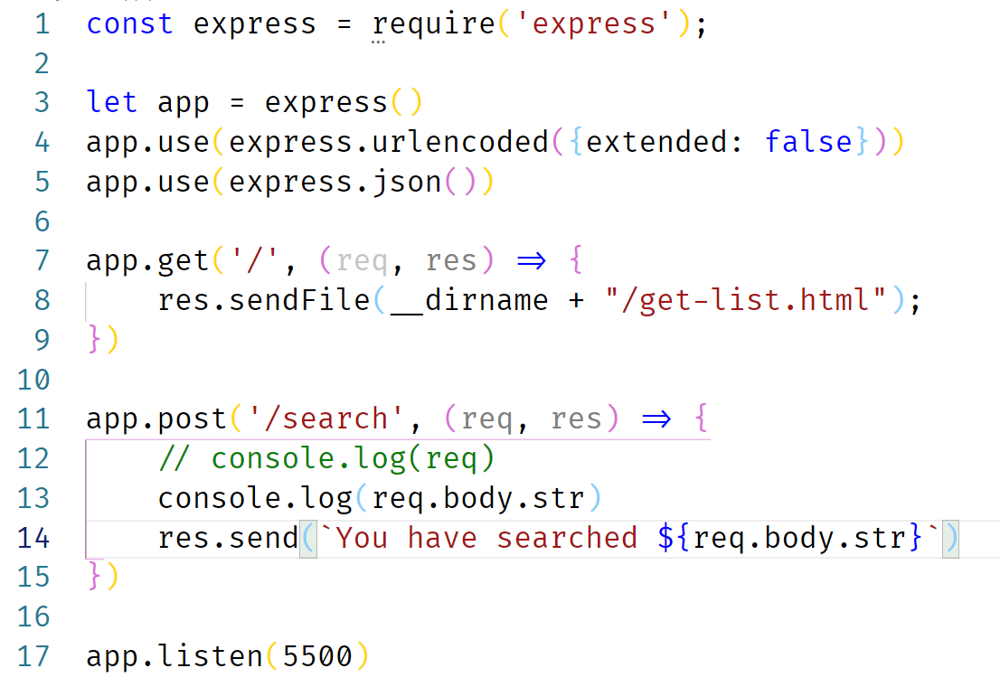 1 const express = require('express');
2
3 let app = express()
4 app.use(express.urlencoded({extended: false}))
5 app.use(express.json())
6
7 app.get('/', (req, res) => {
8     res.sendFile(__dirname + "/get-list.html");
9 })
10
11 app.post('/search', (req, res) => {
12     // console.log(req)
13     console.log(req.body.str)
14     res.send(`You have searched ${req.body.str}`)
15 })
16
17 app.listen(5500)